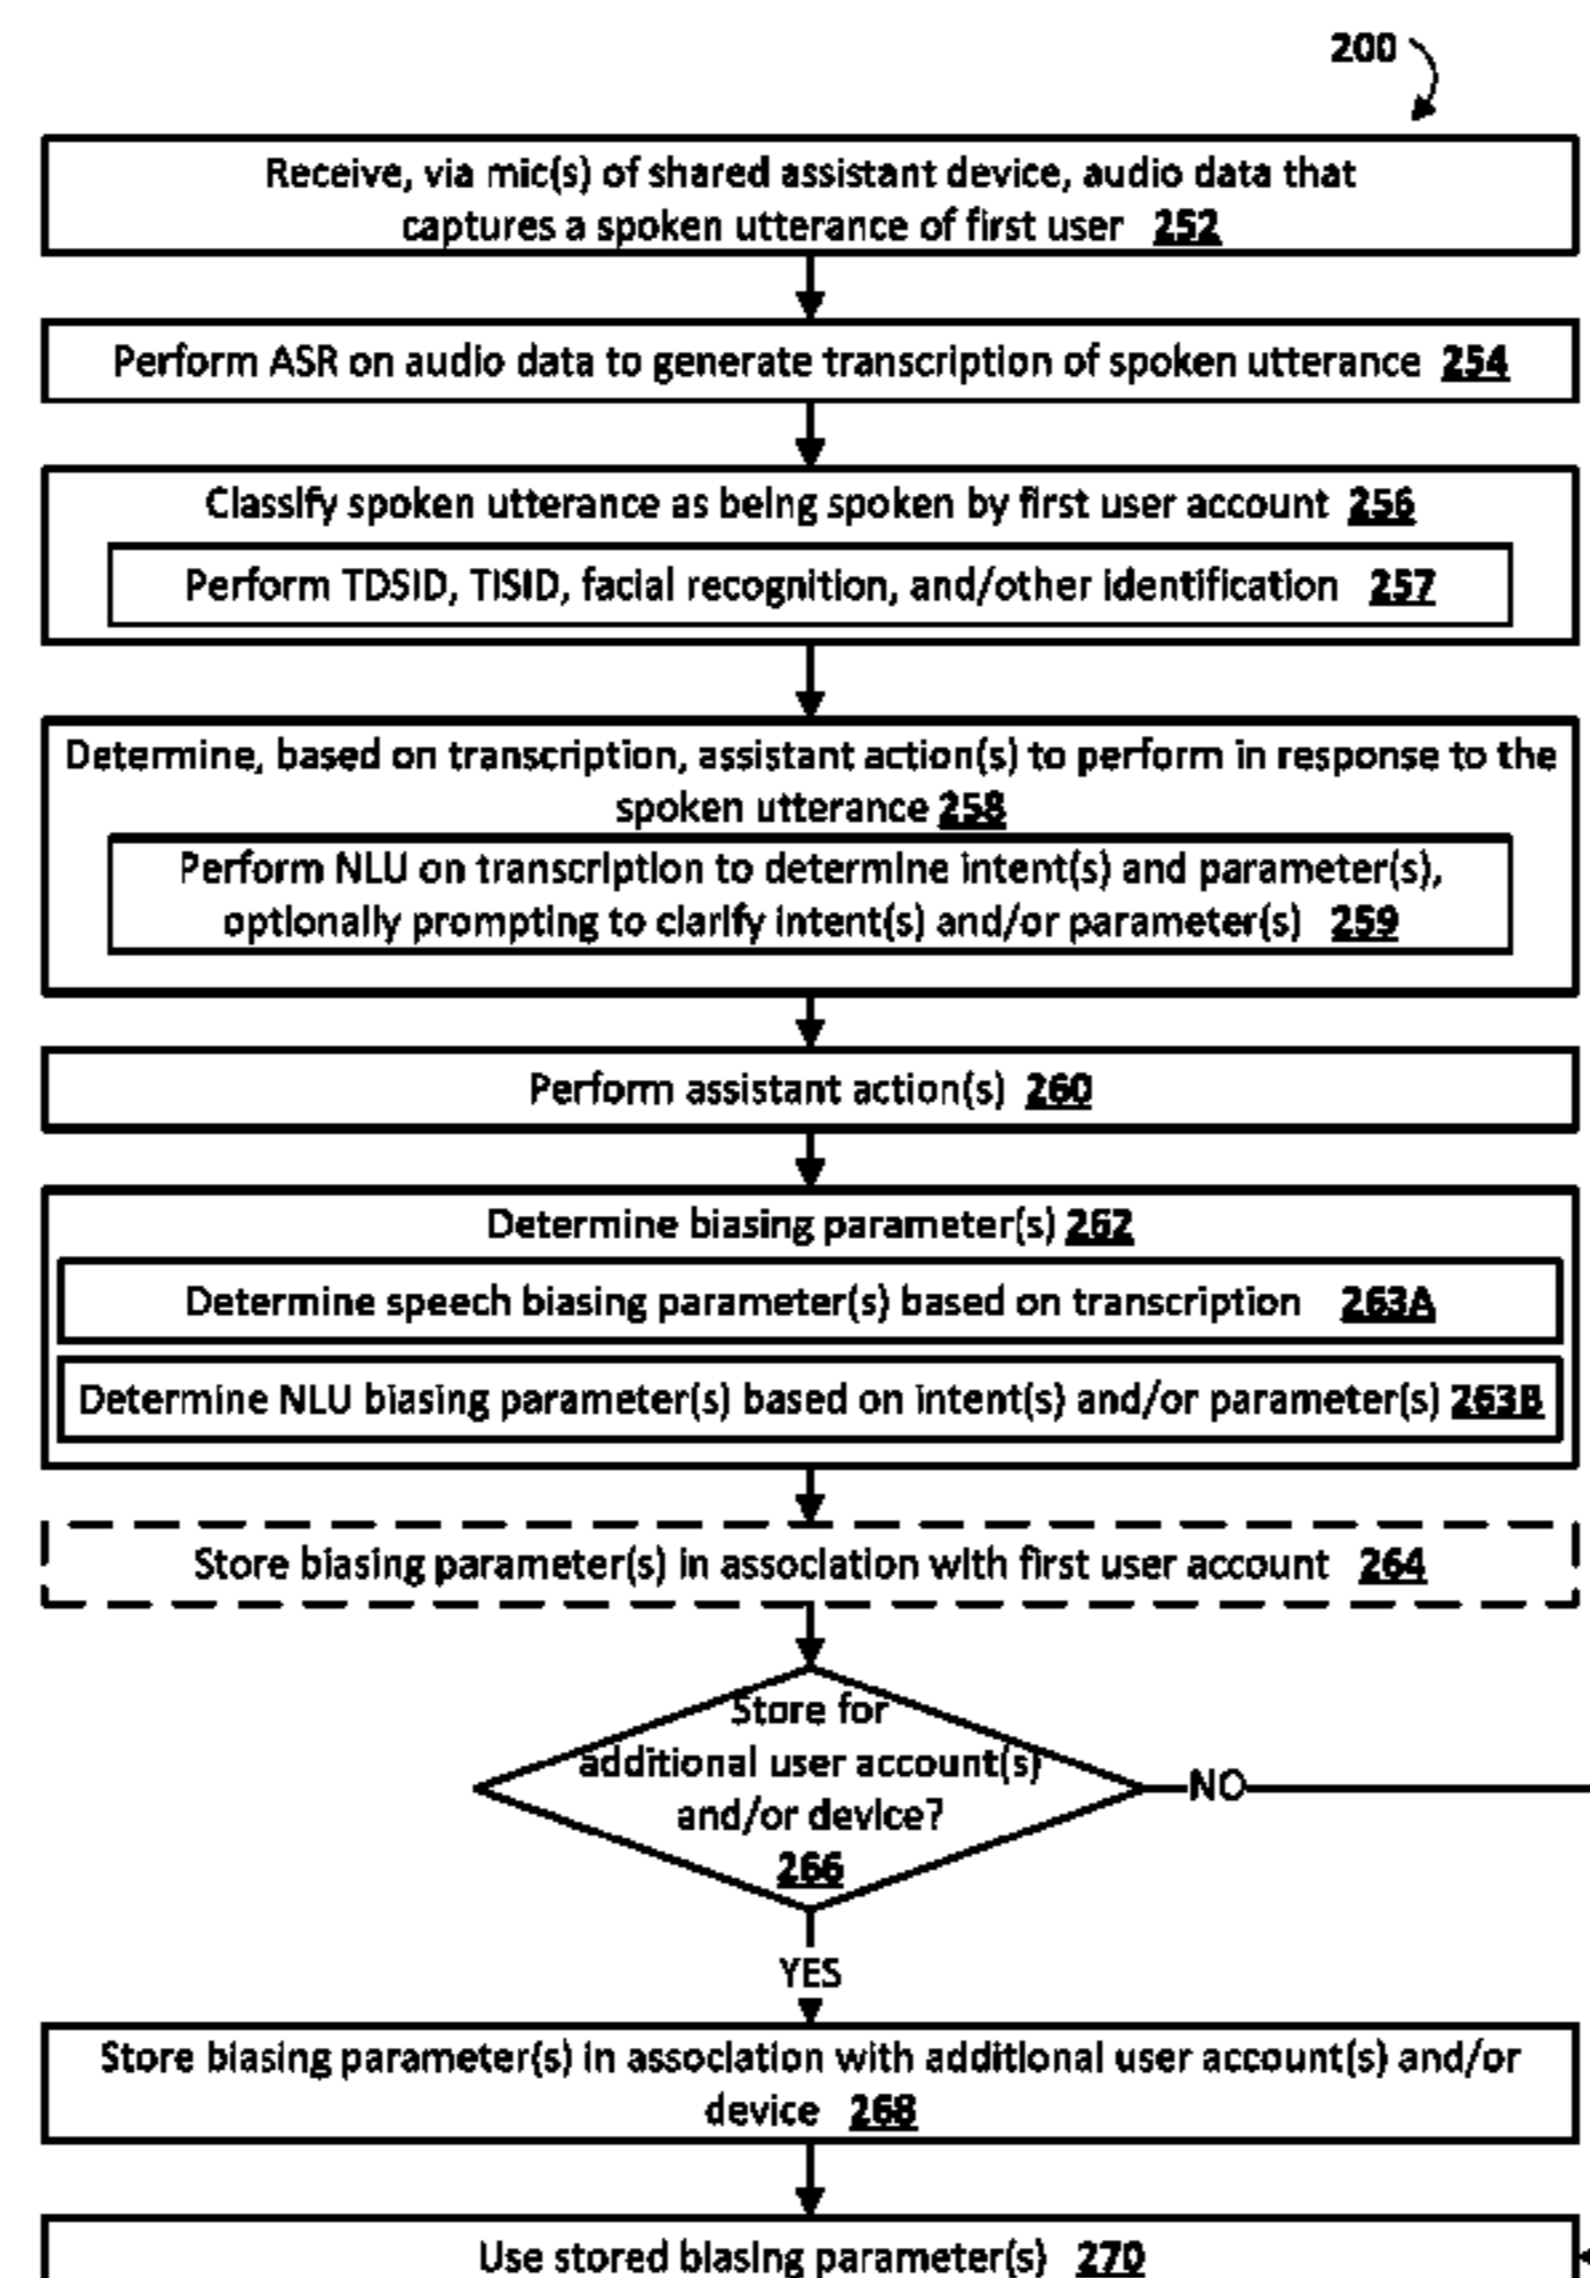 200
Receive, via mic(s) of shared assistant device, audio data that
captures a spoken utterance of first user 252
Perform ASR on audio data to generate transcription of spoken utterance 254
Classify spoken utterance as being spoken by first user account 256
Perform TDSID, TISID, facial recognition, and/other identification 257
Determine, based on transcription, assistant action(s) to perform in response to the
spoken utterance 258
Perform NLU on transcription to determine intent(s) and parameter(s),
optionally prompting to clarify intent(s) and/or parameter(s) 259
Perform assistant action(s) 260
Determine biasing parameter(s) 262
Determine speech biasing parameter(s) based on transcription 263A
Determine NLU biasing parameter(s) based on intent(s) and/or parameter(s) 263B
Store biasing parameter(s) in association with first user account 264
Store for
additional user account(s)
and/or device?
266
NO
YES
Store biasing parameter(s) in association with additional user account(s) and/or
device 268
Use stored biasing parameter(s) 270